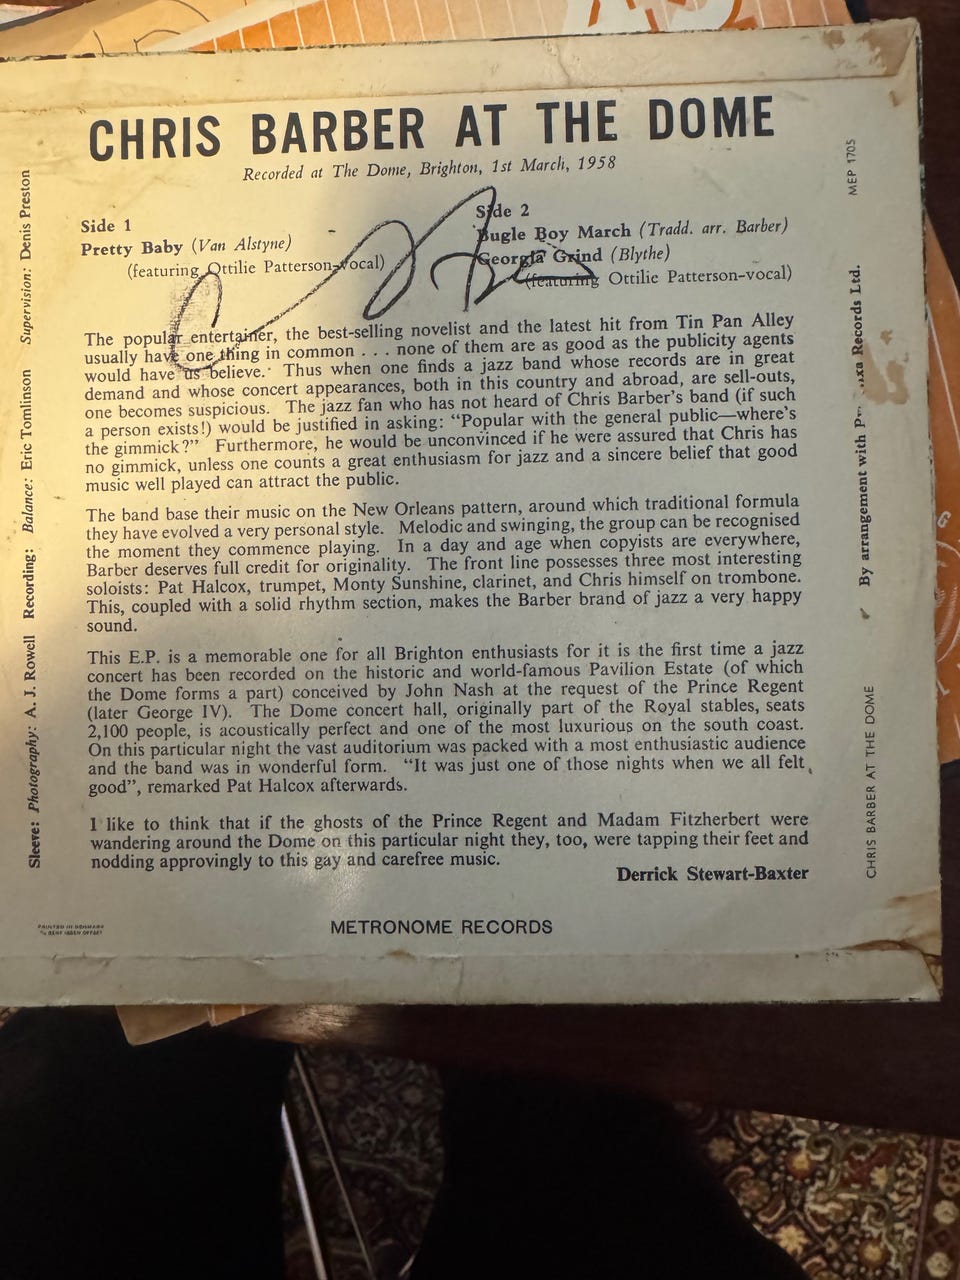 CHRIS BARBER AT THE DOME
Recorded at The Dome, Brighton, 1st March, 1958
Side 1
Pretty Baby (Van Alstyne)
(featuring Ottilie Patterson-vocal)
Side 2
Bugle Boy March (Tradd. arr. Barber)
Georgia Grind (Blythe)
(featuring Ottilie Patterson-vocal)
The popular entertainer, the best-selling novelist and the latest hit from Tin Pan Alley
usually have one thing in common . . . none of them are as good as the publicity agents
would have us believe. Thus when one finds a jazz band whose records are in great
demand and whose concert appearances, both in this country and abroad, are sell-outs,
one becomes suspicious. The jazz fan who has not heard of Chris Barber's band (if such
a person exists!) would be justified in asking: “Popular with the general public—where's
the gimmick?” Furthermore, he would be unconvinced if he were assured that Chris has
no gimmick, unless one counts a great enthusiasm for jazz and a sincere belief that good
music well played can attract the public.
The band base their music on the New Orleans pattern, around which traditional formula
they have evolved a very personal style. Melodic and swinging, the group can be recognised
the moment they commence playing. In a day and age when copyists are everywhere,
Barber deserves full credit for originality. The front line possesses three most interesting
soloists: Pat Halcox, trumpet, Monty Sunshine, clarinet, and Chris himself on trombone.
This, coupled with a solid rhythm section, makes the Barber brand of jazz a very happy
sound.
This E.P. is a memorable one for all Brighton enthusiasts for it is the first time a jazz
concert has been recorded on the historic and world-famous Pavilion Estate (of which
the Dome forms a part) conceived by John Nash at the request of the Prince Regent
(later George IV). The Dome concert hall, originally part of the Royal stables, seats
2,100 people, is acoustically perfect and one of the most luxurious on the south coast.
On this particular night the vast auditorium was packed with a most enthusiastic audience
and the band was in wonderful form. “It was just one of those nights when we all felt
good”, remarked Pat Halcox afterwards.
I like to think that if the ghosts of the Prince Regent and Madam Fitzherbert were
wandering around the Dome on this particular night they, too, were tapping their feet and
nodding approvingly to this gay and carefree music.
Derrick Stewart-Baxter
METRONOME RECORDS
PRINTED IN DENMARK
Sleeve: Photography: A. J. Rowell Recording: Balance: Eric Tomlinson Supervision: Denis Preston
MEP 1705
By arrangement with Records Ltd.
CHRIS BARBER AT THE DOME